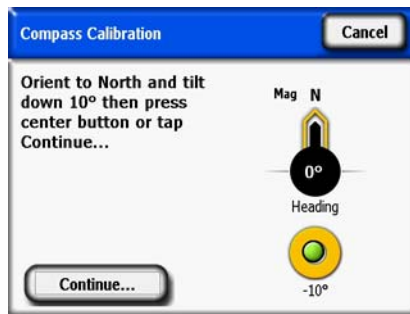 Compass Calibration
Cancel
Orient to North and tilt
down 10° then press
center button or tap
Continue...
Mag N
0°
Heading
-10°
Continue...